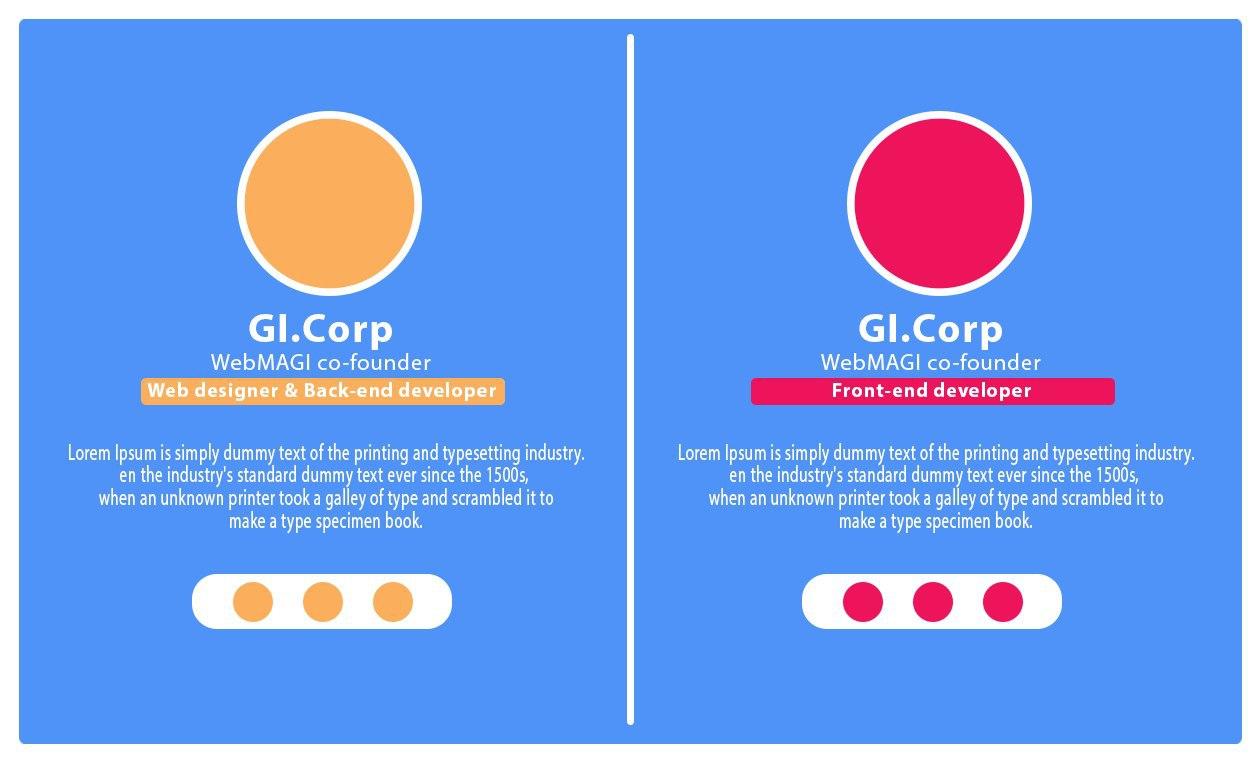 GI.Corp
WebMAGI co-founder
Web designer & Back-end developer
Lorem Ipsum is simply dummy text of the printing and typesetting industry.
en the industry's standard dummy text ever since the 1500s,
when an unknown printer took a galley of type and scrambled it to
make a type specimen book.
GI.Corp
WebMAGI co-founder
Front-end developer
Lorem Ipsum is simply dummy text of the printing and typesetting industry.
en the industry's standard dummy text ever since the 1500s,
when an unknown printer took a galley of type and scrambled it to
make a type specimen book.